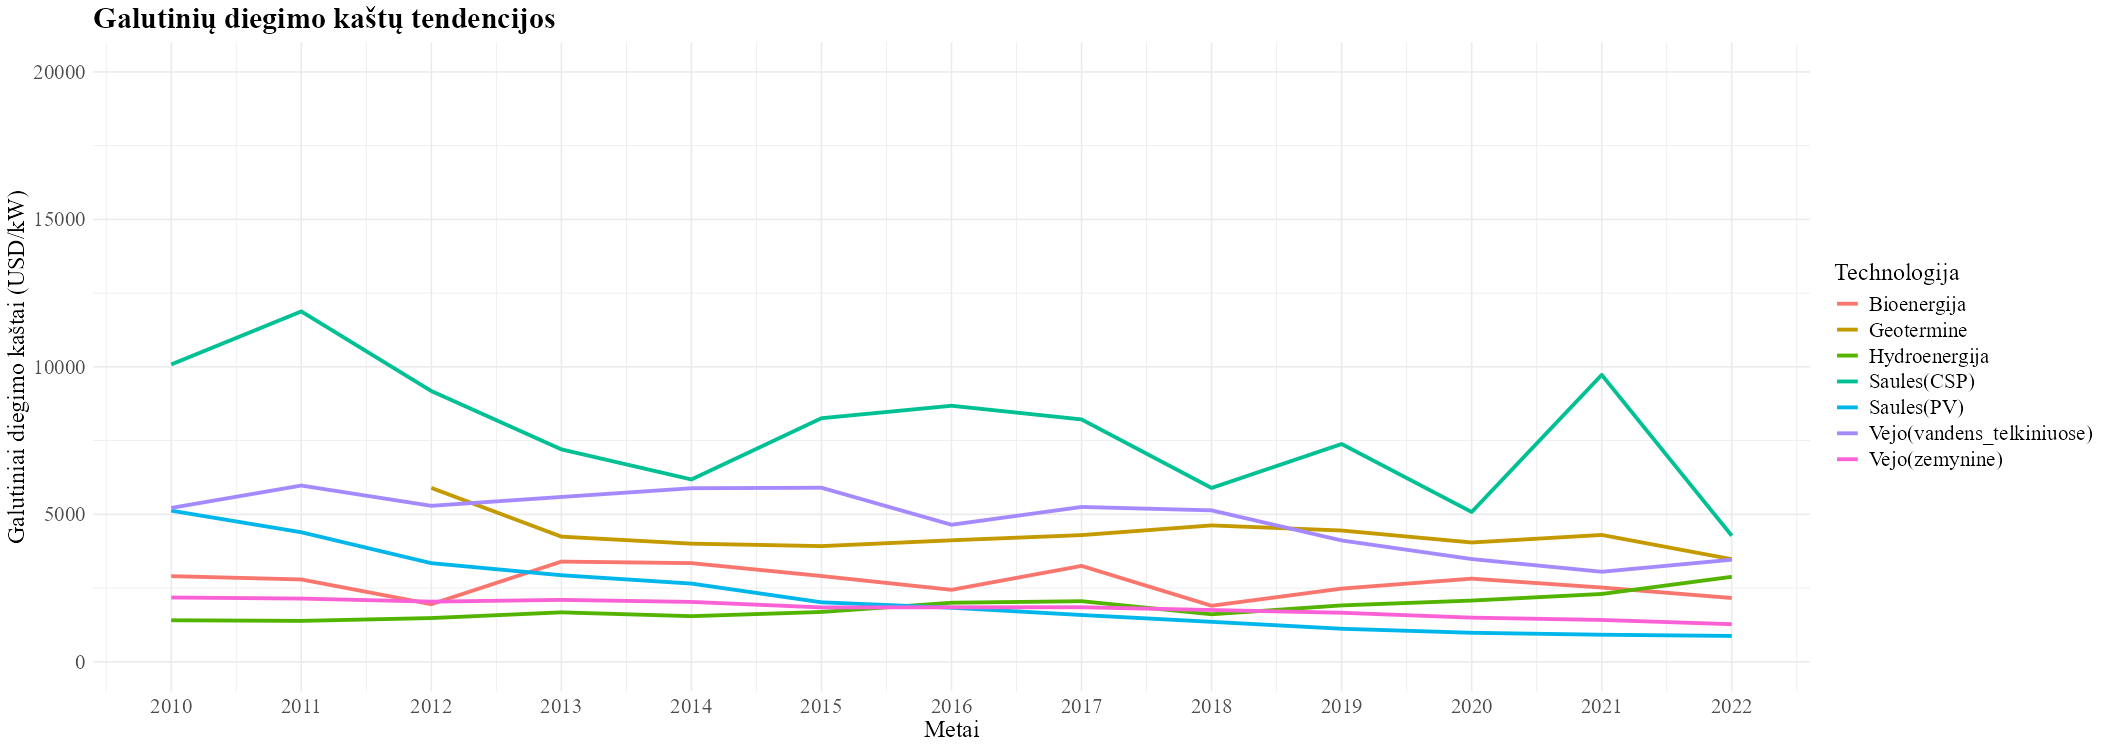 Galutinių diegimo kaštų tendencijos
Galutiniai diegimo kaštai (USD/kW)
20000
15000
10000
5000
0
2010 2011 2012 2013 2014 2015 2016 2017 2018 2019 2020 2021 2022
Metai
Technologija
Bioenergija
Geotermine
Hydroenergija
Saules(CSP)
Saules(PV)
Vejo(vandens_telkiniuose)
Vejo(zemynine)